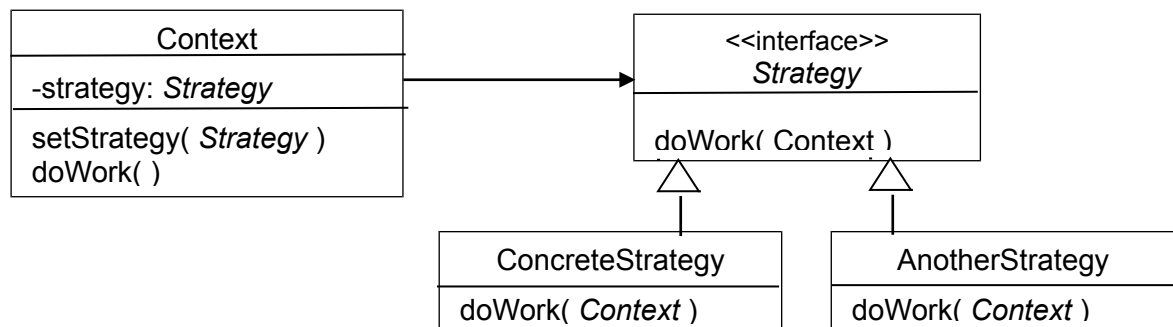 Context
-strategy: Strategy
setStrategy( Strategy )
doWork( )
<<interface>>
Strategy
doWork( Context )
ConcreteStrategy
doWork( Context )
AnotherStrategy
doWork( Context )